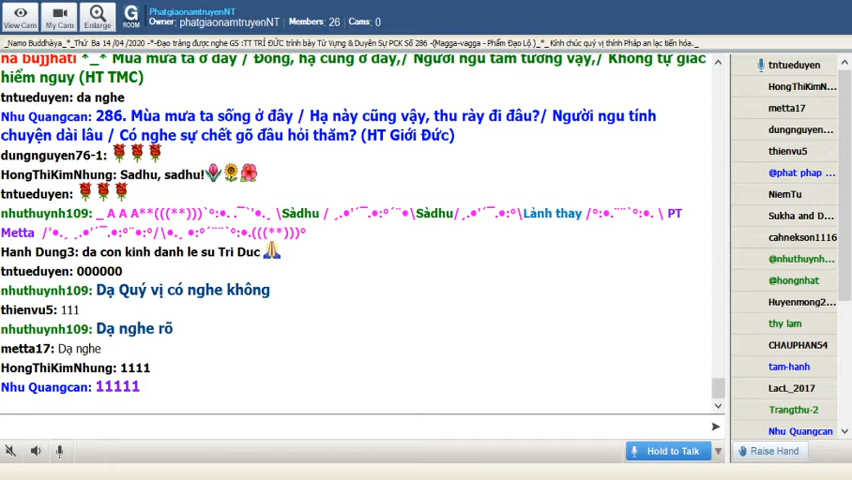 PhatgiaonamtruyenNT
Owner: phatgiaonamtruyenNT Members: 26 Cams: 0
View Cam My Cam Enlarge G ROOM
_Namo Buddhàya_*_Thứ Ba 14 /04 /2020 -*-Đạo tràng được nghe GS :TT TRÍ ĐỨC trình bày Từ Vựng & Duyên Sự PCK Số 286 -(Magga-vagga - Phẩm Đạo Lộ )_*_ Kính chúc quý vị thính Pháp an lạc tiến hóa._
na bujjhati *_* Mùa mưa ta ở đây / Đông, hạ cũng ở đây,/ Người ngu tâm tương vậy,/ Không tự giác
hiểm nguy (HT TMC)
tntueduyen: da nghe
Nhu Quangcan: 286. Mùa mưa ta sống ở đây / Hạ này cũng vậy, thu rày đi đâu?/ Người ngu tính
chuyện dài lâu / Có nghe sự chết gõ đầu hỏi thăm? (HT Giới Đức)
dungnguyen76-1:
HongThiKimNhung: Sadhu, sadhu!
tntueduyen:
nhuthuynh109: _ A A A**(((**))) \Sàdhu / \Sàdhu/ \Lành thay / \ PT
Metta
Hanh Dung3: da con kinh danh le su Tri Duc
tntueduyen: 000000
nhuthuynh109: Dạ Quý vị có nghe không
thienvu5: 111
nhuthuynh109: Dạ nghe rõ
metta17: Dạ nghe
HongThiKimNhung: 1111
Nhu Quangcan: 11111
tntueduyen
HongThiKimN...
metta17
dungnguyen...
thienvu5
@phat phap ...
NiemTu
Sukha and D...
cahnekson1116
@nhuthuynh...
@hongnhat
Huyenmong2...
thy lam
CHAUPHAN54
tam-hanh
LacL_2017
Trangthu-2
Nhu Quangcan
Hold to Talk
Raise Hand